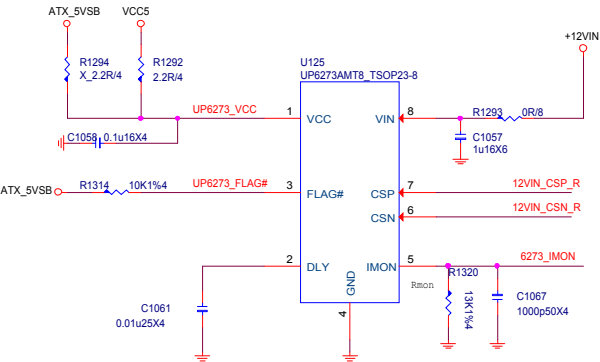 ATX_5VSB
VCC5
+12VIN
R1294
X_2.2R/4
R1292
2.2R/4
U125
UP6273AMT8_TSOP23-8
UP6273_VCC
1
VCC
VIN
8
R1293
0R/8
C1058
0.1u16X4
C1057
1u16X6
ATX_5VSB
R1314
10K1%4
UP6273_FLAG#
3
FLAG#
CSP
7
12VIN_CSP_R
CSN
6
12VIN_CSN_R
2
DLY
IMON
5
6273_IMON
GND
4
Rmon
R1320
13K1%4
C1061
0.01u25X4
C1067
1000p50X4